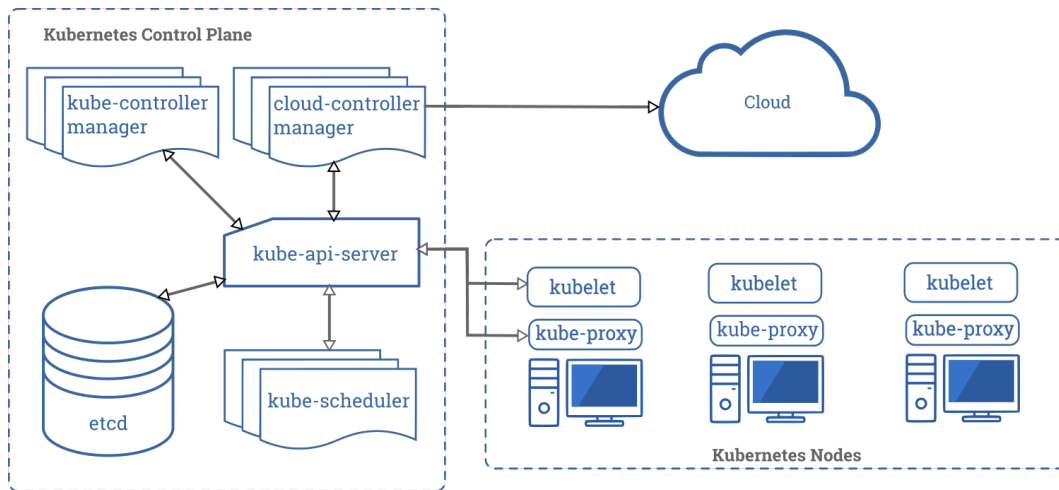 Kubernetes Control Plane
kube-controller
manager
cloud-controller
manager
Cloud
kube-api-server
kubelet
kubelet
kubelet
kube-proxy
kube-proxy
kube-proxy
etcd
kube-scheduler
Kubernetes Nodes